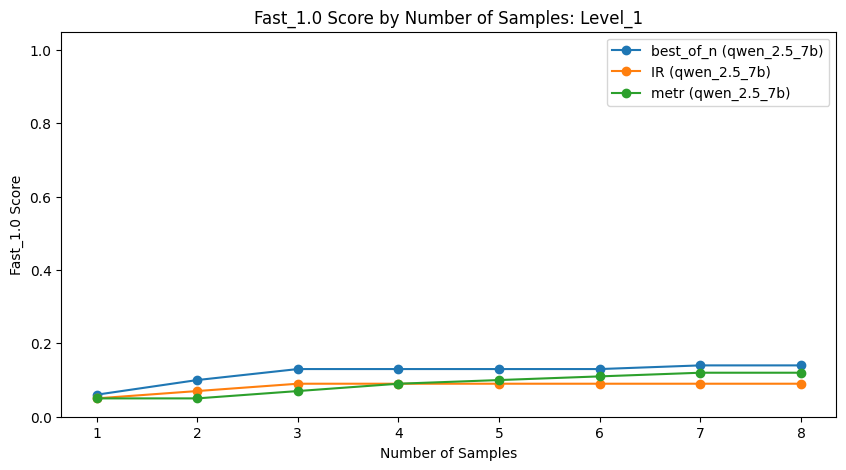 Fast_1.0 Score by Number of Samples: Level_1
best_of_n (qwen_2.5_7b)
IR (qwen_2.5_7b)
metr (qwen_2.5_7b)
Fast_1.0 Score
1.0
0.8
0.6
0.4
0.2
0.0
1 2 3 4 5 6 7 8
Number of Samples